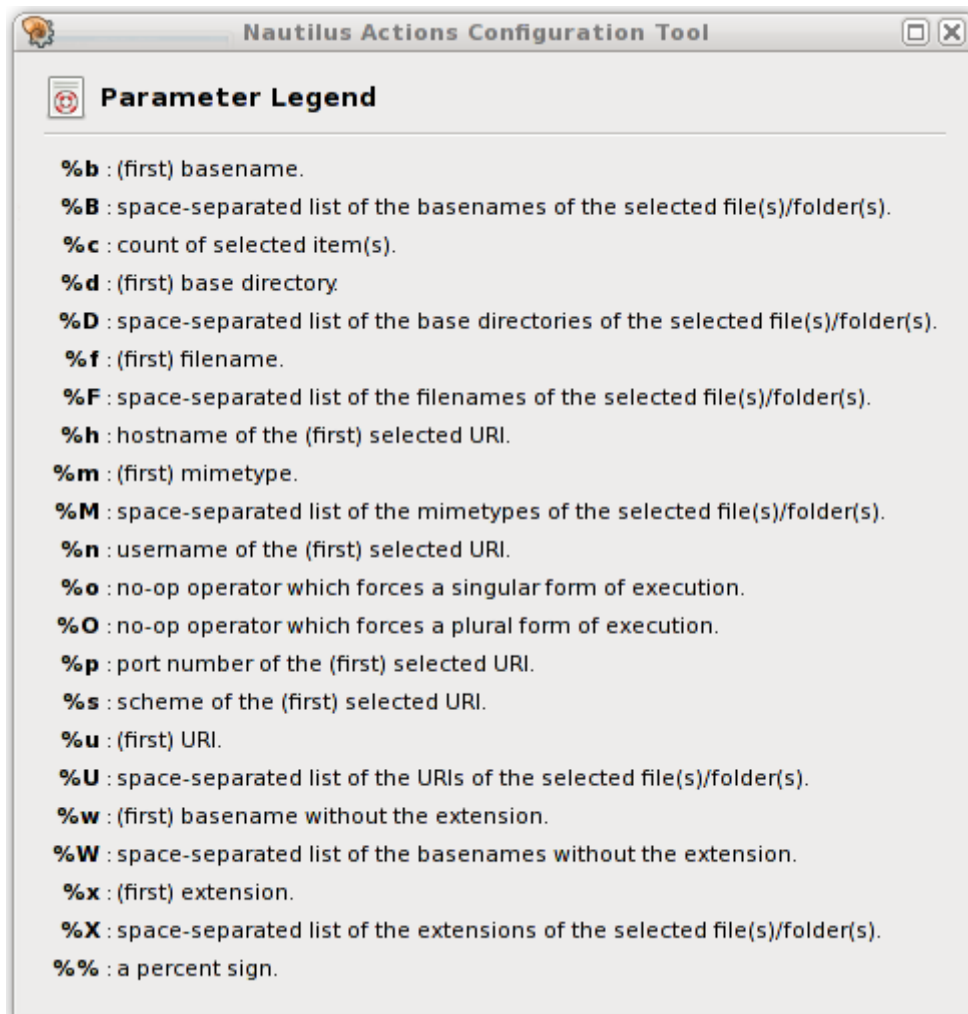 Nautilus Actions Configuration Tool
Parameter Legend
%b : (first) basename.
%B : space-separated list of the basenames of the selected file(s)/folder(s).
%c : count of selected item(s).
%d : (first) base directory.
%D : space-separated list of the base directories of the selected file(s)/folder(s).
%f : (first) filename.
%F : space-separated list of the filenames of the selected file(s)/folder(s).
%h : hostname of the (first) selected URI.
%m : (first) mimetype.
%M : space-separated list of the mimetypes of the selected file(s)/folder(s).
%n : username of the (first) selected URI.
%o : no-op operator which forces a singular form of execution.
%O : no-op operator which forces a plural form of execution.
%p : port number of the (first) selected URI.
%s : scheme of the (first) selected URI.
%u : (first) URI.
%U : space-separated list of the URIs of the selected file(s)/folder(s).
%w : (first) basename without the extension.
%W : space-separated list of the basenames without the extension.
%x : (first) extension.
%X : space-separated list of the extensions of the selected file(s)/folder(s).
%% : a percent sign.